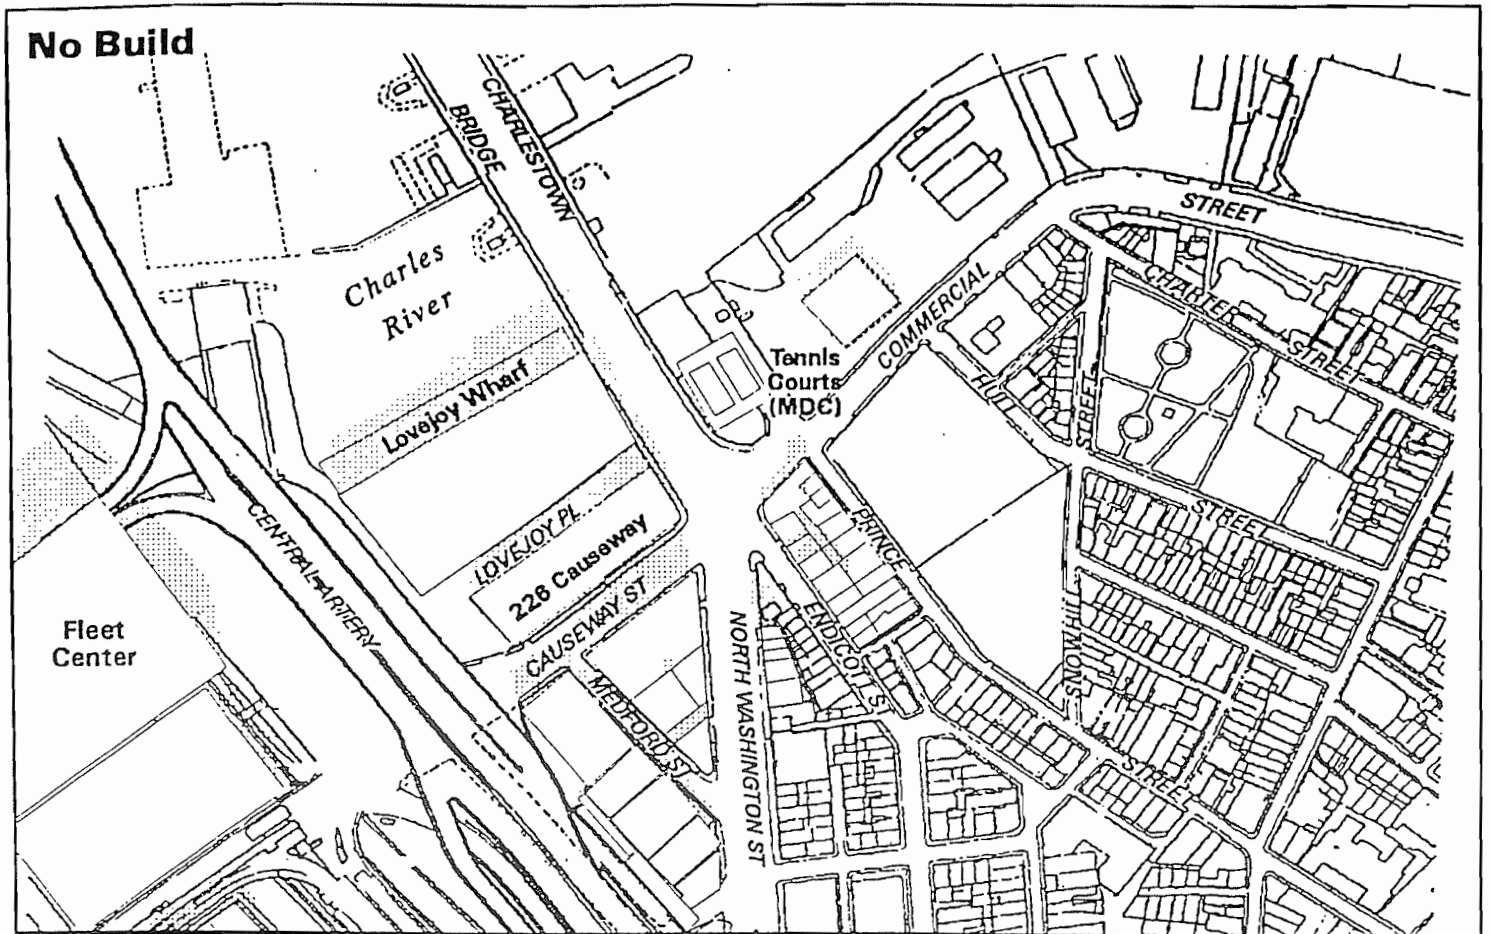 No Build
CHARLESTOWN
BRIDGE
STREET
Charles
River
CHARTER
STREET
COMMERCIAL
Tennis
Courts
(MDC)
HULL
STREET
Lovejoy Wharf
CENTRAL ARTERY
LOVEJOY PL
226 Causeway
CAUSEWAY ST
PRINCE
STREET
Fleet
Center
MEDFORD ST
NORTH WASHINGTON ST
ENDICOTT S
SNOWHILL
STREET